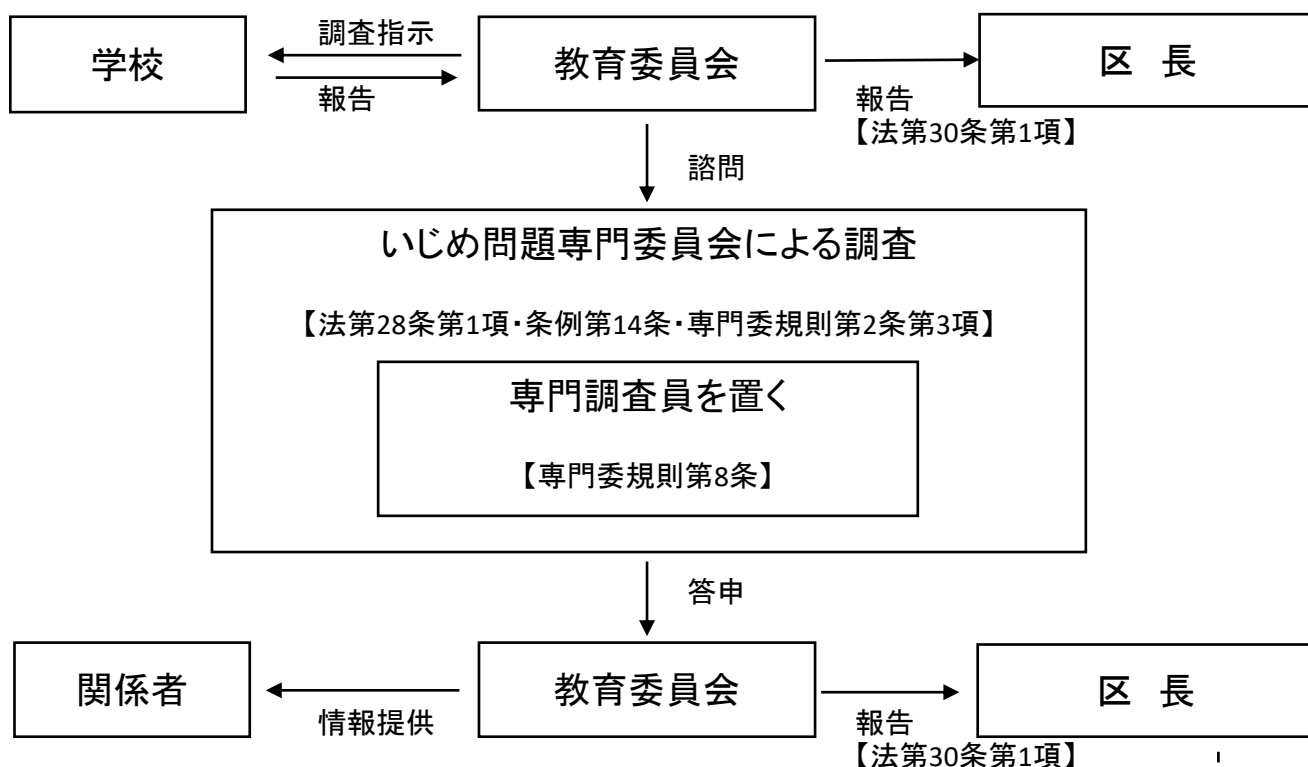 学校
調査指示
報告
教育委員会
報告
【法第30条第1項】
区 長
諮問
いじめ問題専門委員会による調査
【法第28条第1項・条例第14条・専門委規則第2条第3項】
専門調査員を置く
【専門委規則第8条】
答申
関係者
情報提供
教育委員会
報告
【法第30条第1項】
区 長